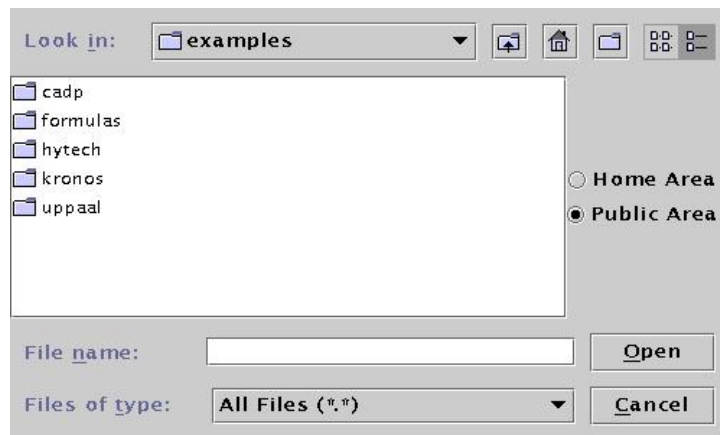 Look in: examples
cadp
formulas
hytech
kronos
uppaal
Home Area
Public Area
File name: Open
Files of type: All Files (*.*) Cancel